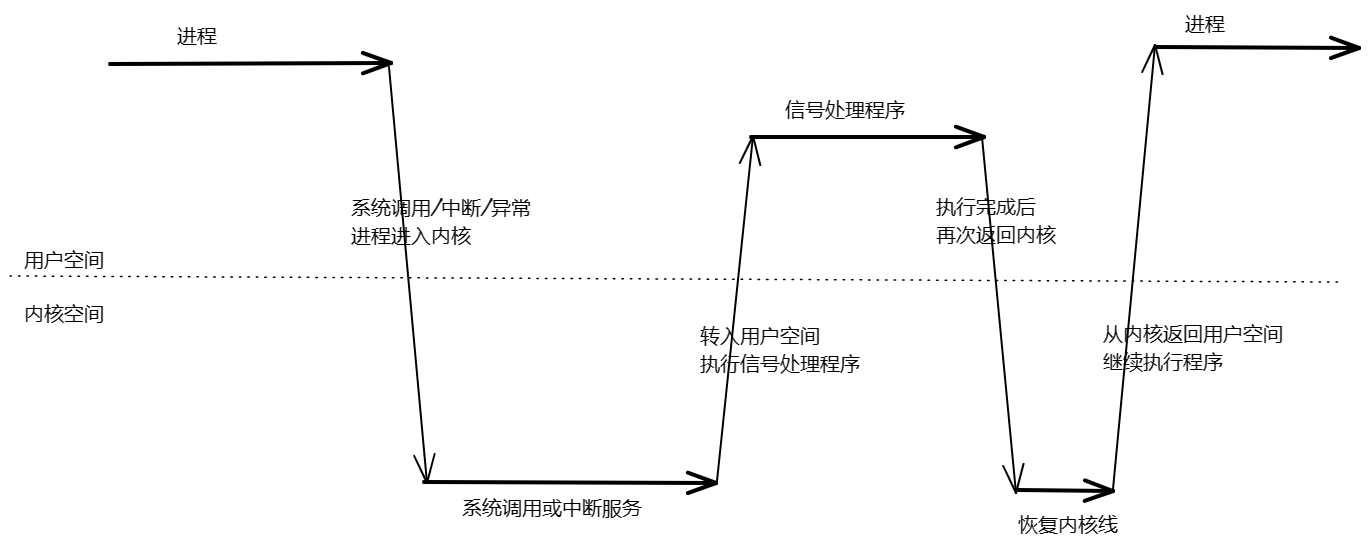 进程
进程
信号处理程序
系统调用/中断/异常
进程进入内核
执行完成后
再次返回内核
用户空间
内核空间
转入用户空间
执行信号处理程序
从内核返回用户空间
继续执行程序
系统调用或中断服务
恢复内核线